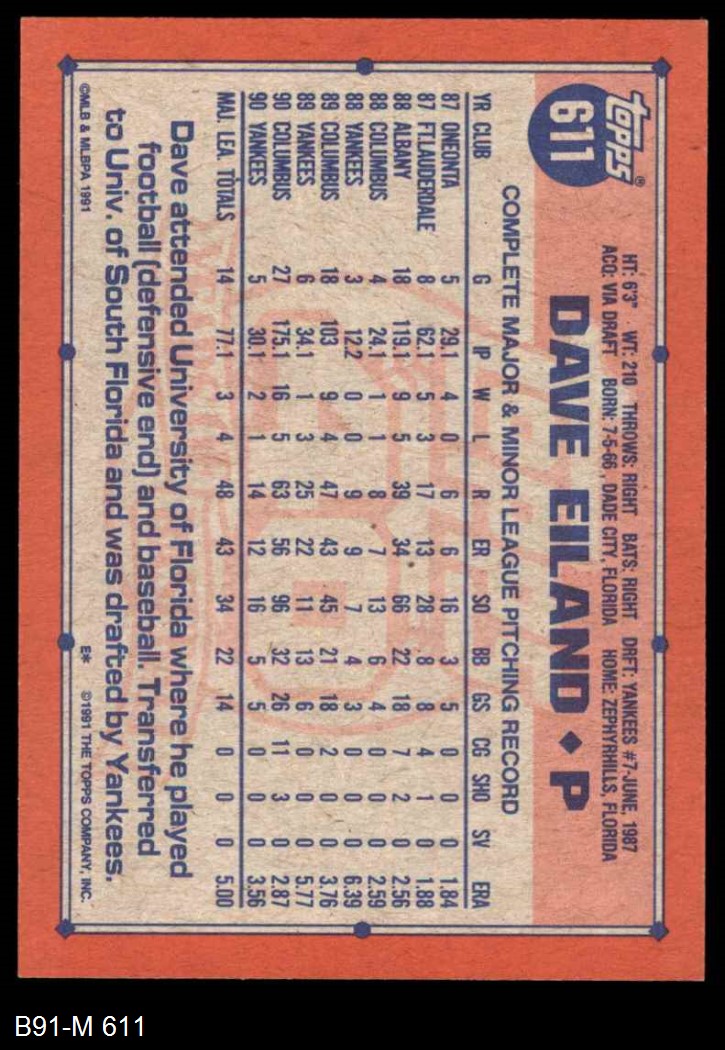 TOPPS®
611
HT: 6'3" WT: 210 THROWS: RIGHT BATS: RIGHT DRFT: YANKEES #7-JUNE, 1987
ACQ: VIA DRAFT BORN: 7-5-66, DADE CITY, FLORIDA HOME: ZEPHYRHILLS, FLORIDA
DAVE EILAND ♦ P
COMPLETE MAJOR & MINOR LEAGUE PITCHING RECORD
YR CLUB G IP W L R ER SO BB GS CG SHO SV ERA
87 ONEONTA 5 29.1 4 0 6 6 16 3 5 0 0 0 1.84
87 FT.LAUDERDALE 8 62.1 5 3 17 13 28 8 8 4 1 0 1.88
88 ALBANY 18 119.1 9 5 39 34 66 22 18 7 2 0 2.56
88 COLUMBUS 4 24.1 1 1 8 7 13 6 4 0 0 0 2.59
88 YANKEES 3 12.2 0 0 9 9 7 4 3 0 0 0 6.39
89 COLUMBUS 18 103 9 4 47 43 45 21 18 2 0 0 3.76
89 YANKEES 6 34.1 1 3 25 22 11 13 6 0 0 0 5.77
90 COLUMBUS 27 175.1 16 5 63 56 96 32 26 11 3 0 2.87
90 YANKEES 5 30.1 2 1 14 12 16 5 5 0 0 0 3.56
MAJ. LEA. TOTALS 14 77.1 3 4 48 43 34 22 14 0 0 0 5.00
Dave attended University of Florida where he played
football (defensive end) and baseball. Transferred
to Univ. of South Florida and was drafted by Yankees.
©MLB & MLBPA 1991 E* ©1991 THE TOPPS COMPANY, INC.
B91-M 611